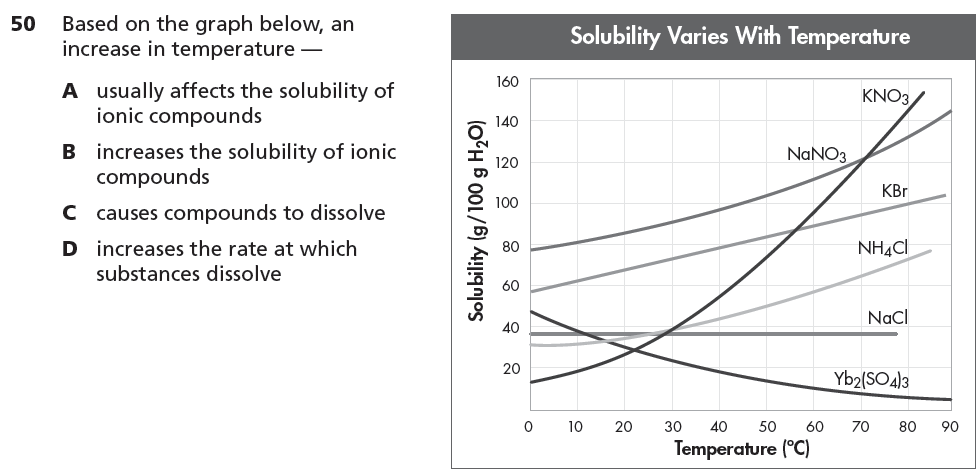 50 Based on the graph below, an
increase in temperature —
A usually affects the solubility of
ionic compounds
B increases the solubility of ionic
compounds
C causes compounds to dissolve
D increases the rate at which
substances dissolve
Solubility Varies With Temperature
Solubility (g/100 g H₂O)
160
140
120
100
80
60
40
20
KNO₃
NaNO₃
KBr
NH₄Cl
NaCl
Yb₂(SO₄)₃
0 10 20 30 40 50 60 70 80 90
Temperature (°C)